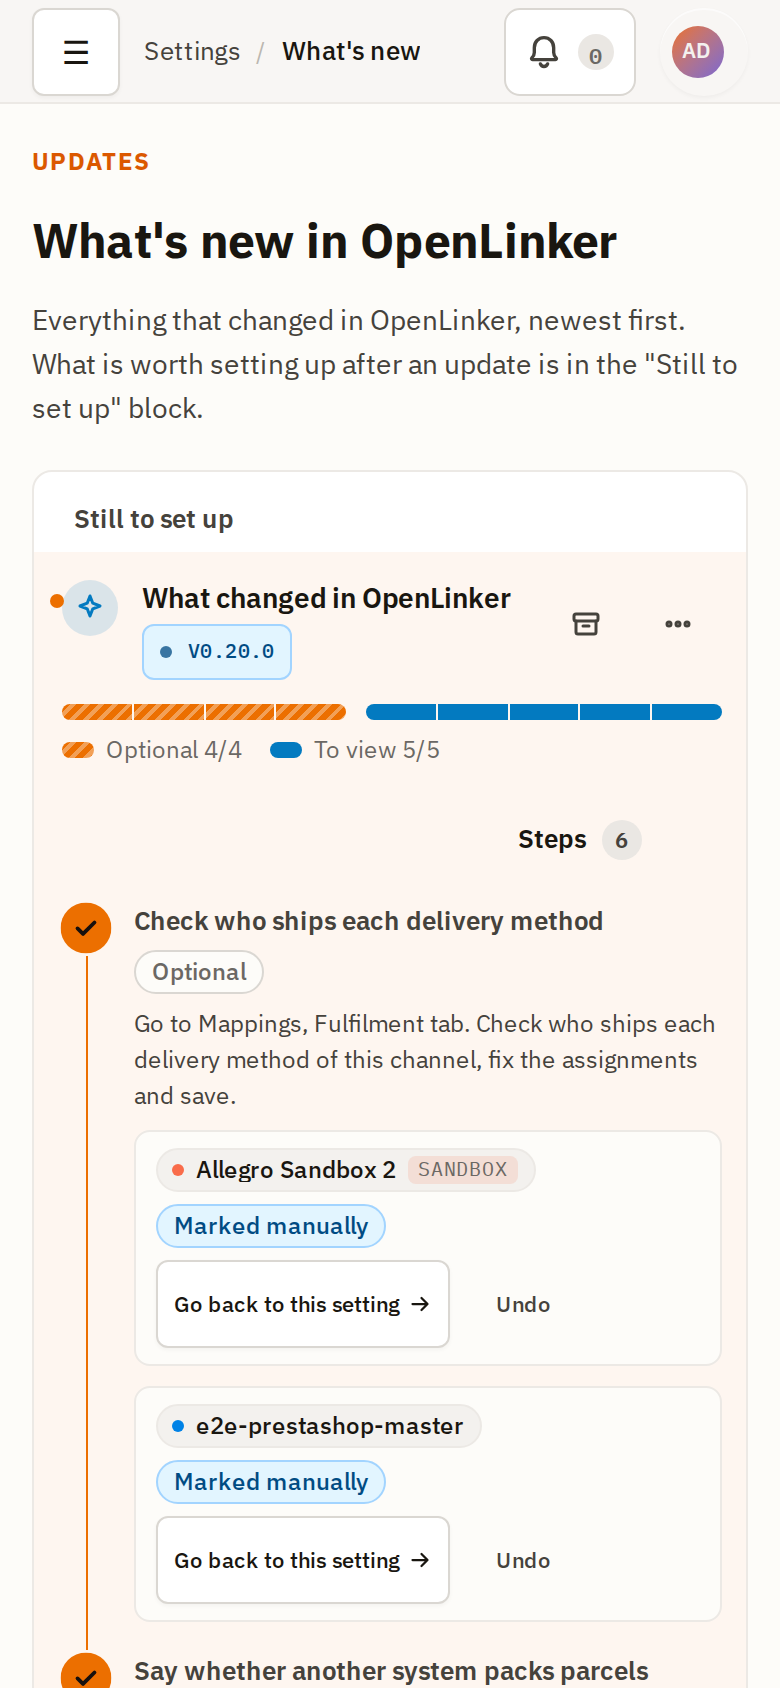 Settings / What's new
0
AD
UPDATES
What's new in OpenLinker
Everything that changed in OpenLinker, newest first.
What is worth setting up after an update is in the "Still to
set up" block.
Still to set up
What changed in OpenLinker
V0.20.0
Optional 4/4 To view 5/5
Steps 6
Check who ships each delivery method
Optional
Go to Mappings, Fulfilment tab. Check who ships each
delivery method of this channel, fix the assignments
and save.
Allegro Sandbox 2 SANDBOX
Marked manually
Go back to this setting → Undo
e2e-prestashop-master
Marked manually
Go back to this setting → Undo
Say whether another system packs parcels